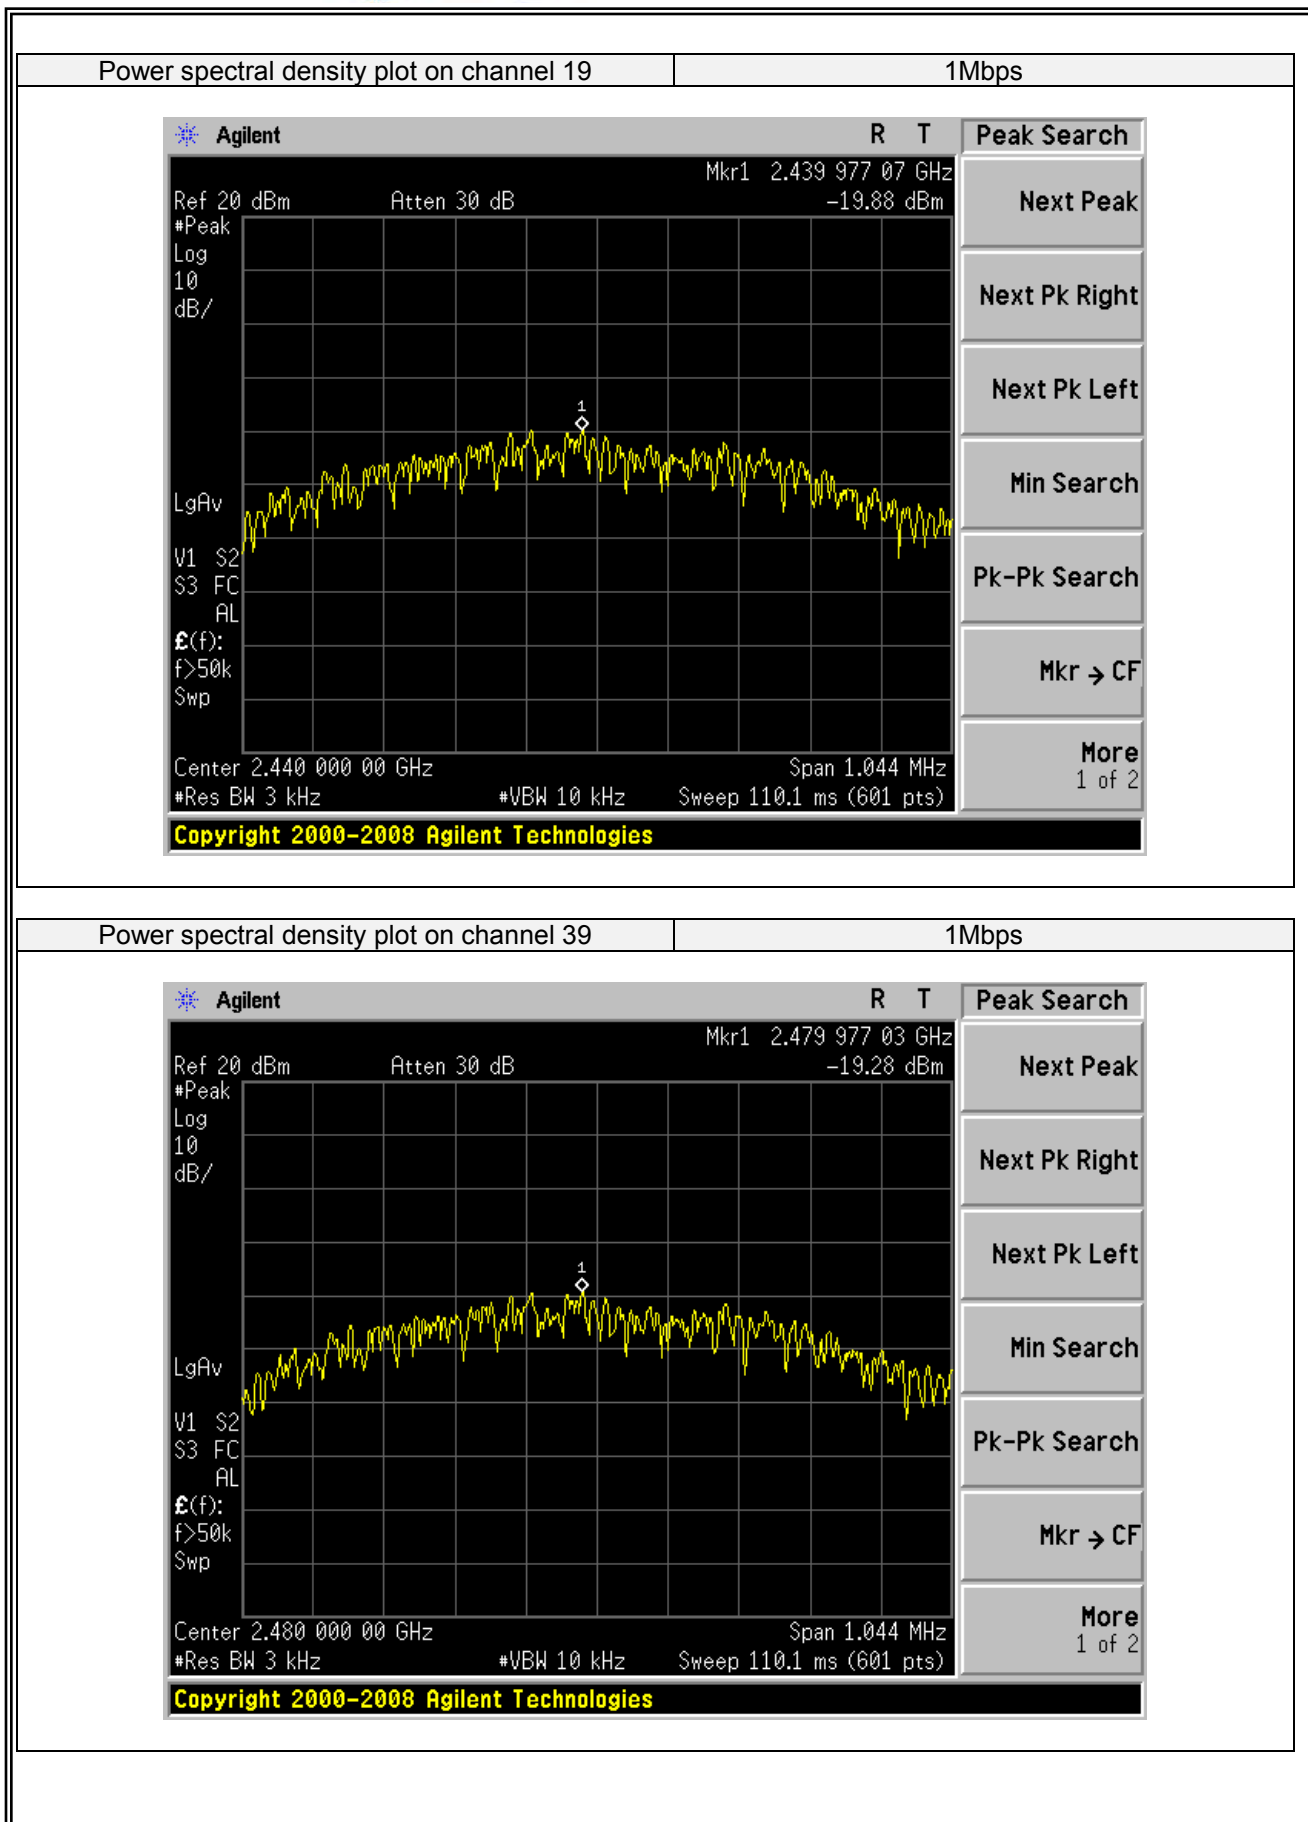 Power spectral density plot on channel 19 1Mbps
Agilent R T Peak Search
Mkr1 2.439 977 07 GHz
Ref 20 dBm Atten 30 dB -19.88 dBm
#Peak
Log
10
dB/
1
LgAv
V1 S2
S3 FC
AL
£(f):
f>50k
Swp
Center 2.440 000 00 GHz Span 1.044 MHz
#Res BW 3 kHz #VBW 10 kHz Sweep 110.1 ms (601 pts)
Copyright 2000-2008 Agilent Technologies
Next Peak
Next Pk Right
Next Pk Left
Min Search
Pk-Pk Search
Mkr → CF
More
1 of 2
Power spectral density plot on channel 39 1Mbps
Agilent R T Peak Search
Mkr1 2.479 977 03 GHz
Ref 20 dBm Atten 30 dB -19.28 dBm
#Peak
Log
10
dB/
1
LgAv
V1 S2
S3 FC
AL
£(f):
f>50k
Swp
Center 2.480 000 00 GHz Span 1.044 MHz
#Res BW 3 kHz #VBW 10 kHz Sweep 110.1 ms (601 pts)
Copyright 2000-2008 Agilent Technologies
Next Peak
Next Pk Right
Next Pk Left
Min Search
Pk-Pk Search
Mkr → CF
More
1 of 2